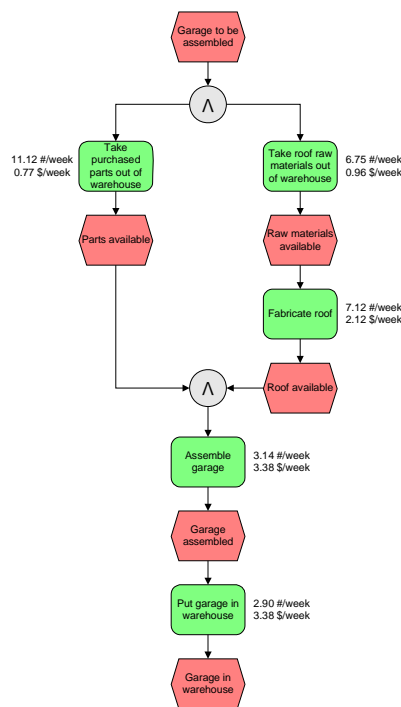 Garage to be
assembled
Λ
Take
purchased
parts out of
warehouse
11.12 #/week
0.77 $/week
Take roof raw
materials out
of warehouse
6.75 #/week
0.96 $/week
Parts available
Raw materials
available
Fabricate roof
7.12 #/week
2.12 $/week
Roof available
Λ
Assemble
garage
3.14 #/week
3.38 $/week
Garage
assembled
Put garage in
warehouse
2.90 #/week
3.38 $/week
Garage in
warehouse